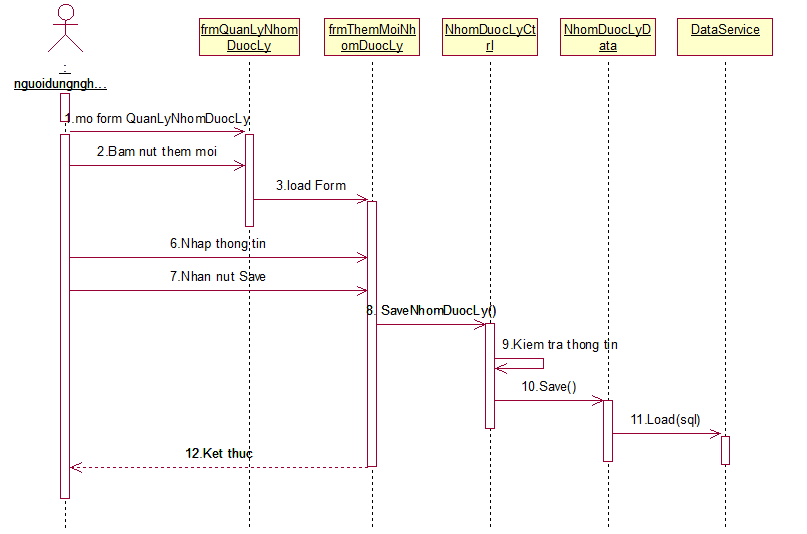 frmQuanLyNhom
DuocLy
frmThemMoiNh
omDuocLy
NhomDuocLyCt
rl
NhomDuocLyD
ata
DataService
:
nguoidungngh...
1.mo form QuanLyNhomDuocLy
2.Bam nut them moi
3.load Form
6.Nhap thong tin
7.Nhan nut Save
8. SaveNhomDuocLy()
9.Kiem tra thong tin
10.Save()
11.Load(sql)
12.Ket thuc